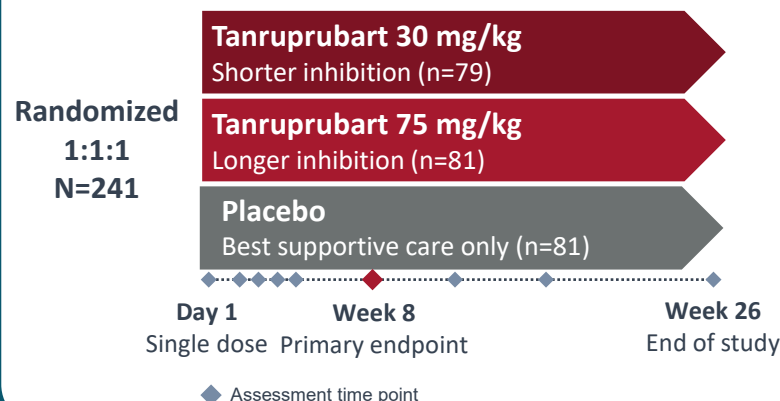 Tanruprubart 30 mg/kg
Shorter inhibition (n=79)
Randomized
1:1:1
N=241
Tanruprubart 75 mg/kg
Longer inhibition (n=81)
Placebo
Best supportive care only (n=81)
Day 1
Single dose
Week 8
Primary endpoint
Week 26
End of study
Assessment time point